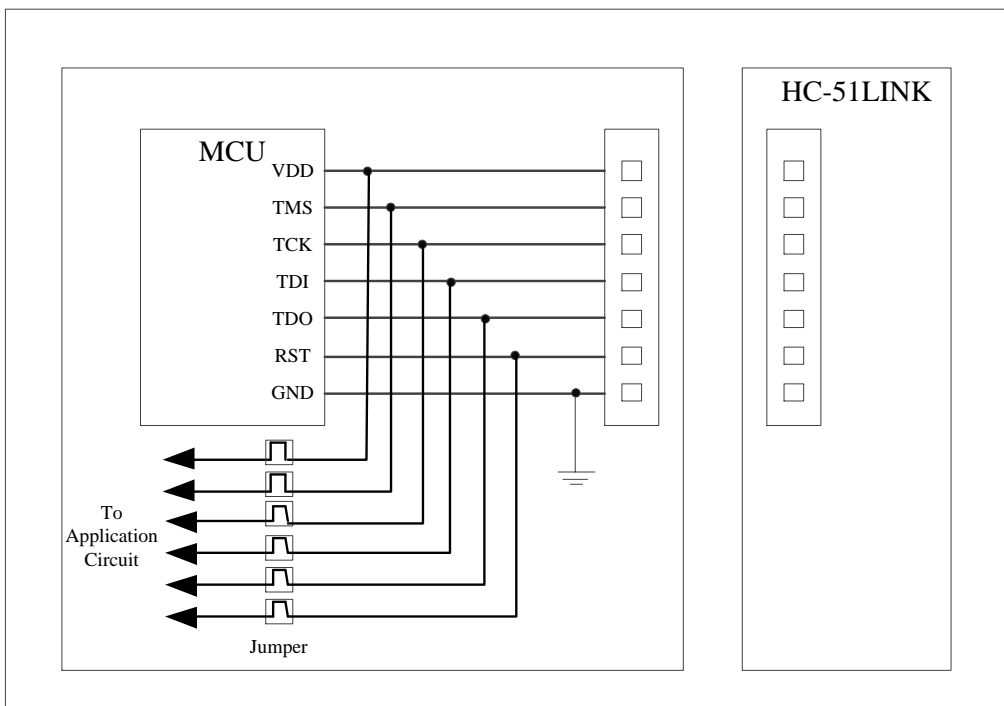 HC-51LINK
MCU
VDD
TMS
TCK
TDI
TDO
RST
GND
To
Application
Circuit
Jumper